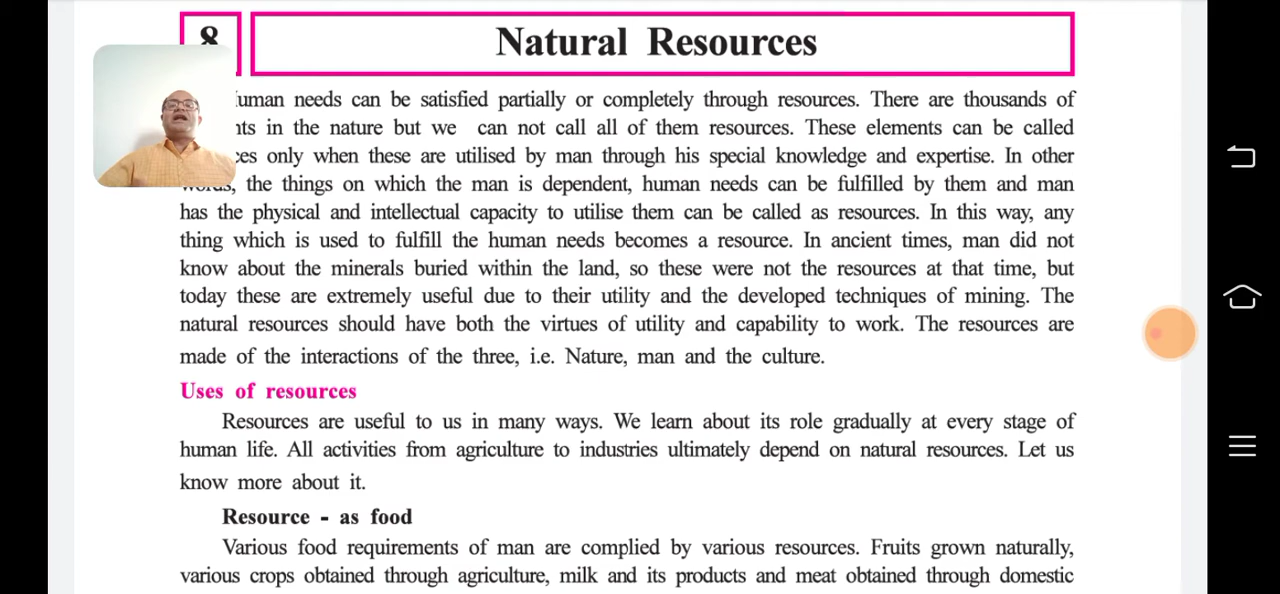 8
Natural Resources
uman needs can be satisfied partially or completely through resources. There are thousands of
nts in the nature but we can not call all of them resources. These elements can be called
ces only when these are utilised by man through his special knowledge and expertise. In other
words, the things on which the man is dependent, human needs can be fulfilled by them and man
has the physical and intellectual capacity to utilise them can be called as resources. In this way, any
thing which is used to fulfill the human needs becomes a resource. In ancient times, man did not
know about the minerals buried within the land, so these were not the resources at that time, but
today these are extremely useful due to their utility and the developed techniques of mining. The
natural resources should have both the virtues of utility and capability to work. The resources are
made of the interactions of the three, i.e. Nature, man and the culture.
Uses of resources
Resources are useful to us in many ways. We learn about its role gradually at every stage of
human life. All activities from agriculture to industries ultimately depend on natural resources. Let us
know more about it.
Resource - as food
Various food requirements of man are complied by various resources. Fruits grown naturally,
various crops obtained through agriculture, milk and its products and meat obtained through domestic